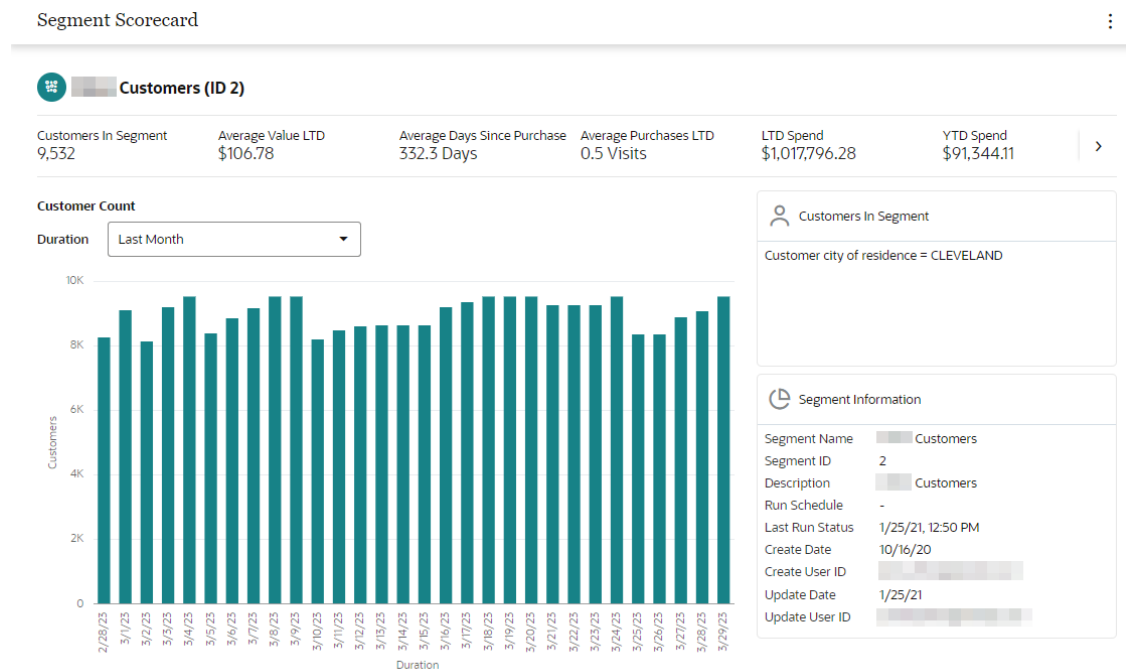 Segment Scorecard
Customers (ID 2)
Customers In Segment
9,532
Average Value LTD
$106.78
Average Days Since Purchase
332.3 Days
Average Purchases LTD
0.5 Visits
LTD Spend
$1,017,796.28
YTD Spend
$91,344.11
Customer Count
Duration Last Month
10K
8K
6K
4K
2K
0
Customers
2/28/23
3/1/23
3/2/23
3/3/23
3/4/23
3/5/23
3/6/23
3/7/23
3/8/23
3/9/23
3/10/23
3/11/23
3/12/23
3/13/23
3/14/23
3/15/23
3/16/23
3/17/23
3/18/23
3/19/23
3/20/23
3/21/23
3/22/23
3/23/23
3/24/23
3/25/23
3/26/23
3/27/23
3/28/23
3/29/23
Duration
Customers In Segment
Customer city of residence = CLEVELAND
Segment Information
Segment Name Customers
Segment ID 2
Description Customers
Run Schedule -
Last Run Status 1/25/21, 12:50 PM
Create Date 10/16/20
Create User ID
Update Date 1/25/21
Update User ID